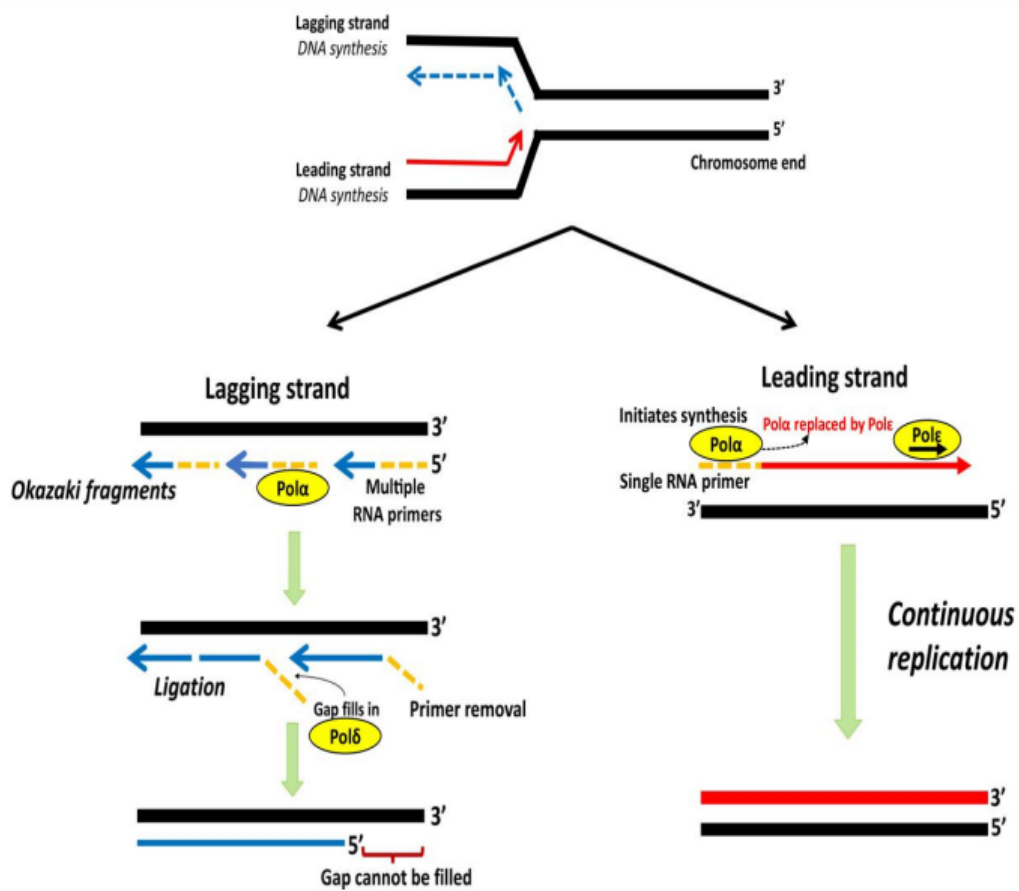 Lagging strand
DNA synthesis
3’
5’
Chromosome end
Leading strand
DNA synthesis
Lagging strand
3’
5’
Okazaki fragments
Polα
Multiple
RNA primers
3’
Ligation
Gap fills in
Polδ
Primer removal
3’
5’
Gap cannot be filled
Leading strand
Initiates synthesis
Polα replaced by Polε
Polα
Polε
Single RNA primer
3’
5’
Continuous
replication
3’
5’